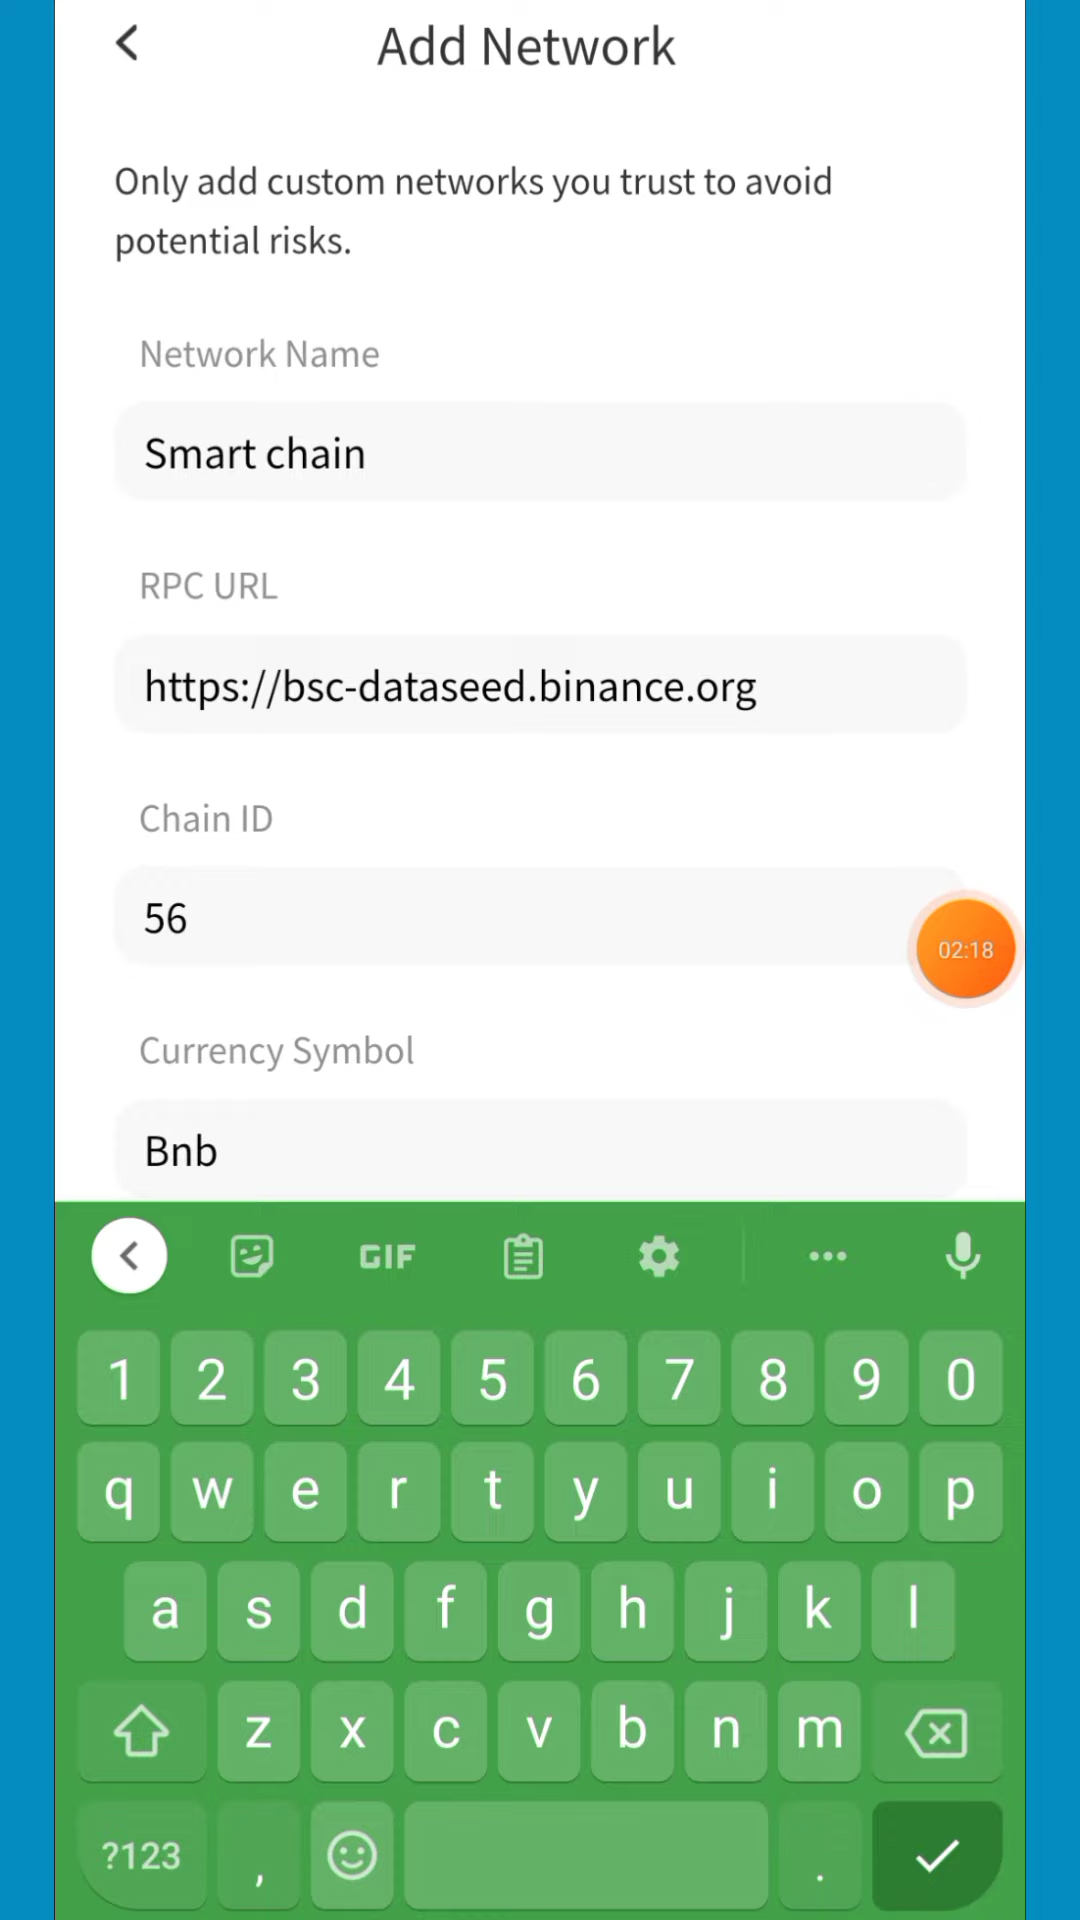 Add Network
Only add custom networks you trust to avoid
potential risks.
Network Name
Smart chain
RPC URL
https://bsc-dataseed.binance.org
Chain ID
56
02:18
Currency Symbol
Bnb
GIF
1 2 3 4 5 6 7 8 9 0
q w e r t y u i o p
a s d f g h j k l
z x c v b n m
?123 , .